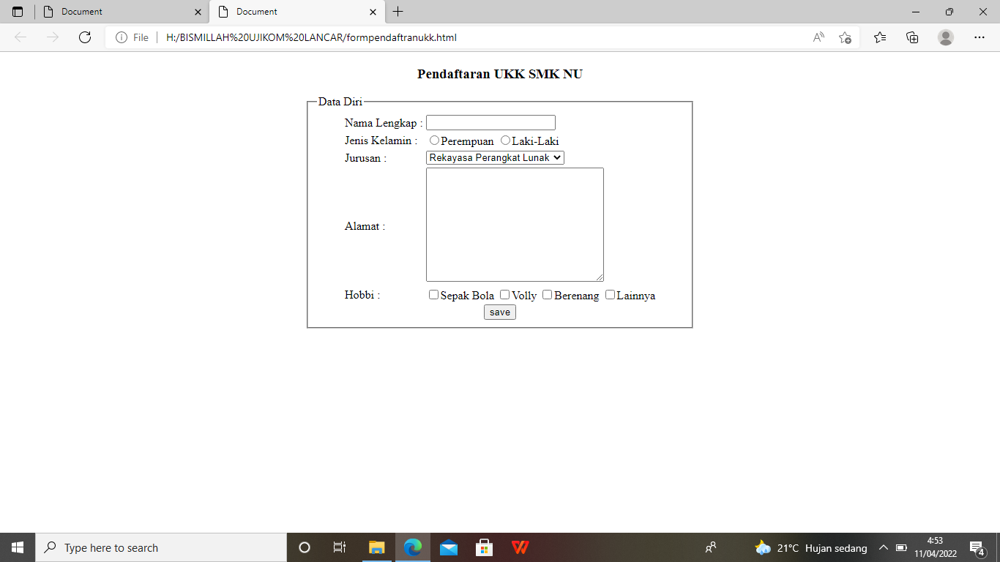 Document
Document
File
H:/BISMILLAH%20UJIKOM%20LANCAR/formpendaftranukk.html
Pendaftaran UKK SMK NU
Data Diri
Nama Lengkap :
Jenis Kelamin : Perempuan Laki-Laki
Jurusan : Rekayasa Perangkat Lunak
Alamat :
Hobbi : Sepak Bola Volly Berenang Lainnya
save
Type here to search
21°C Hujan sedang
4:53
11/04/2022
4